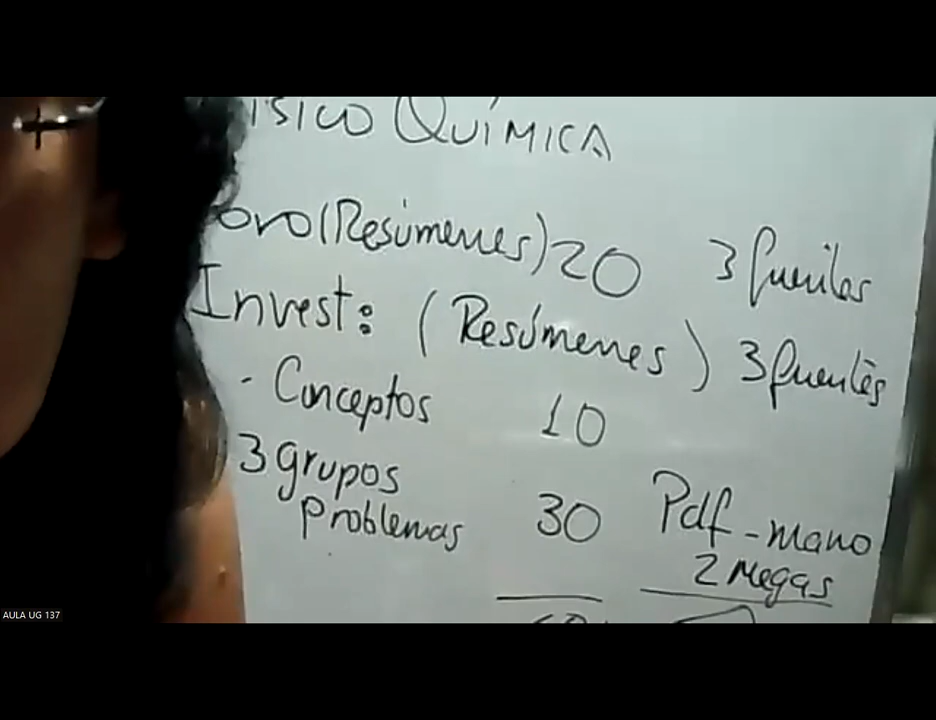 ISICO QUÍMICA
oro (Resúmenes) 20 3 fuentes
Invest: (Resúmenes) 3 fuentes
- Conceptos 10
3 grupos
problemas 30 Pdf - mano
2 Megas
AULA UG 137